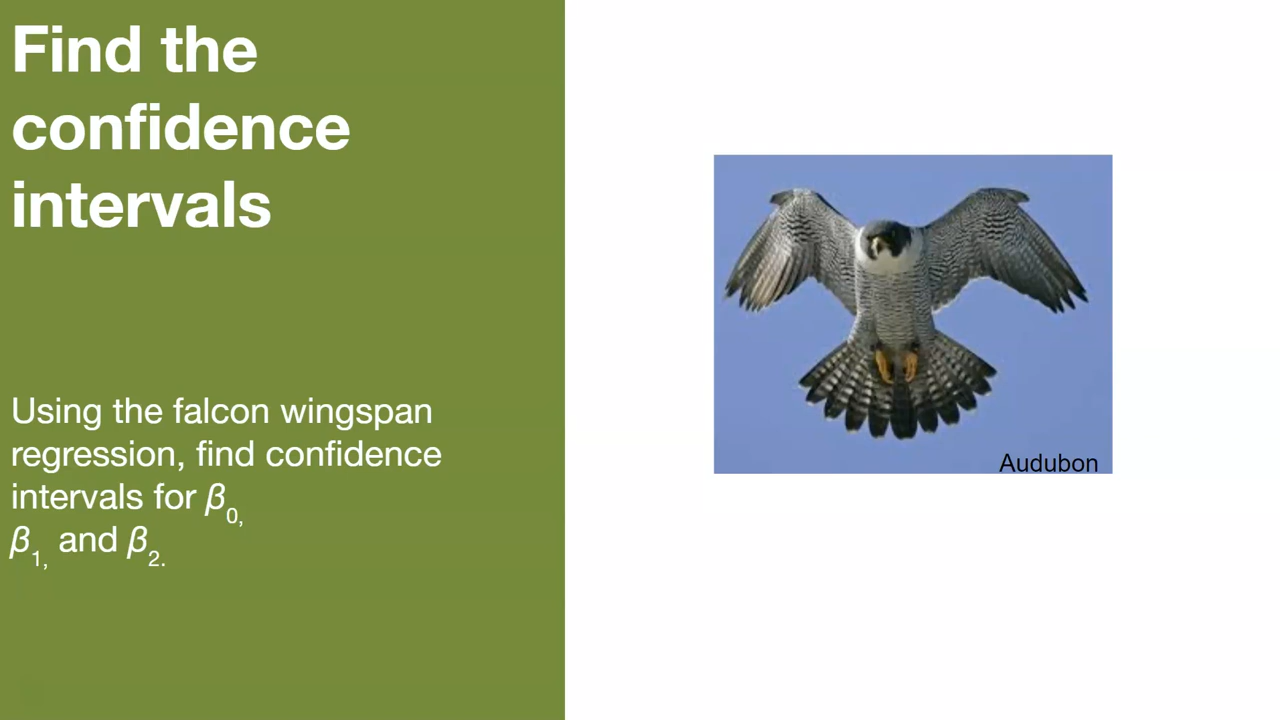 Find the
confidence
intervals
Using the falcon wingspan
regression, find confidence
intervals for β0,
β1, and β2.
Audubon